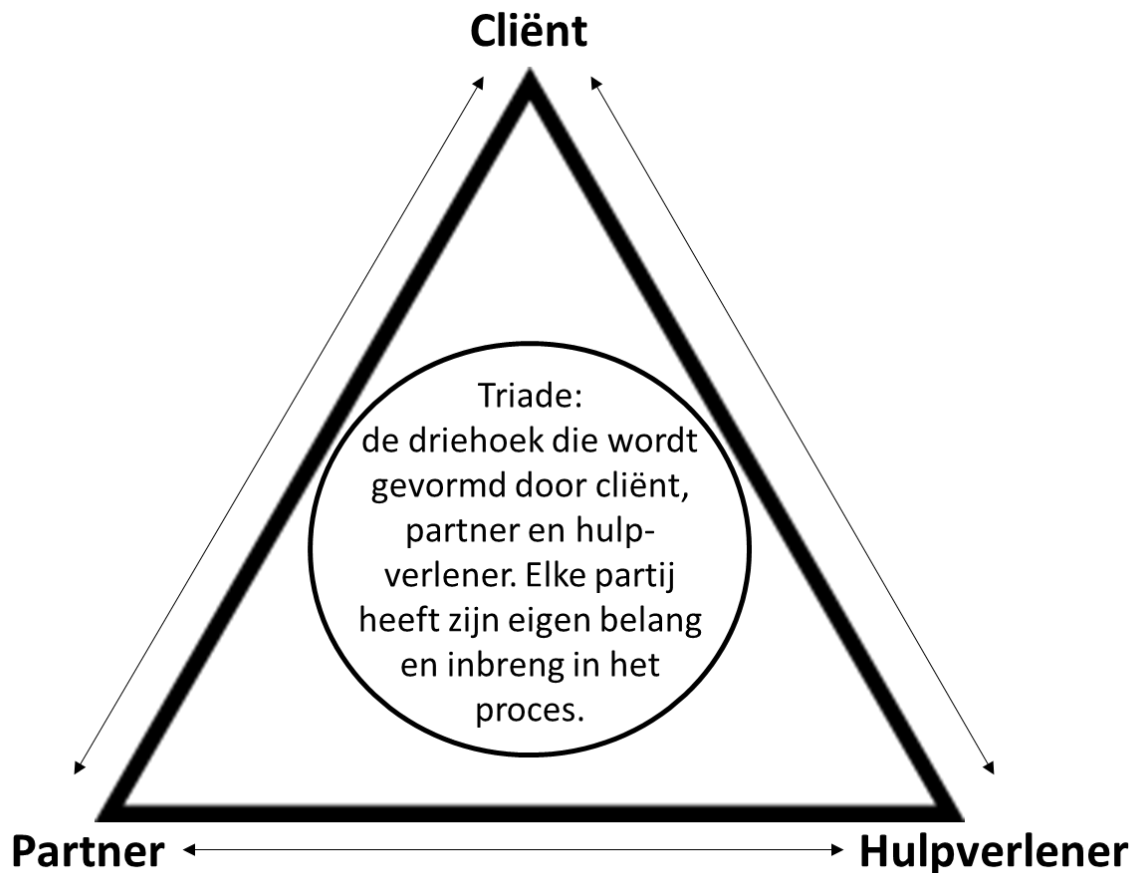 Cliënt
Triade:
de driehoek die wordt
gevormd door cliënt,
partner en hulp-
verlener. Elke partij
heeft zijn eigen belang
en inbreng in het
proces.
Partner
Hulpverlener